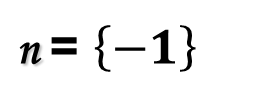 n = {−1}